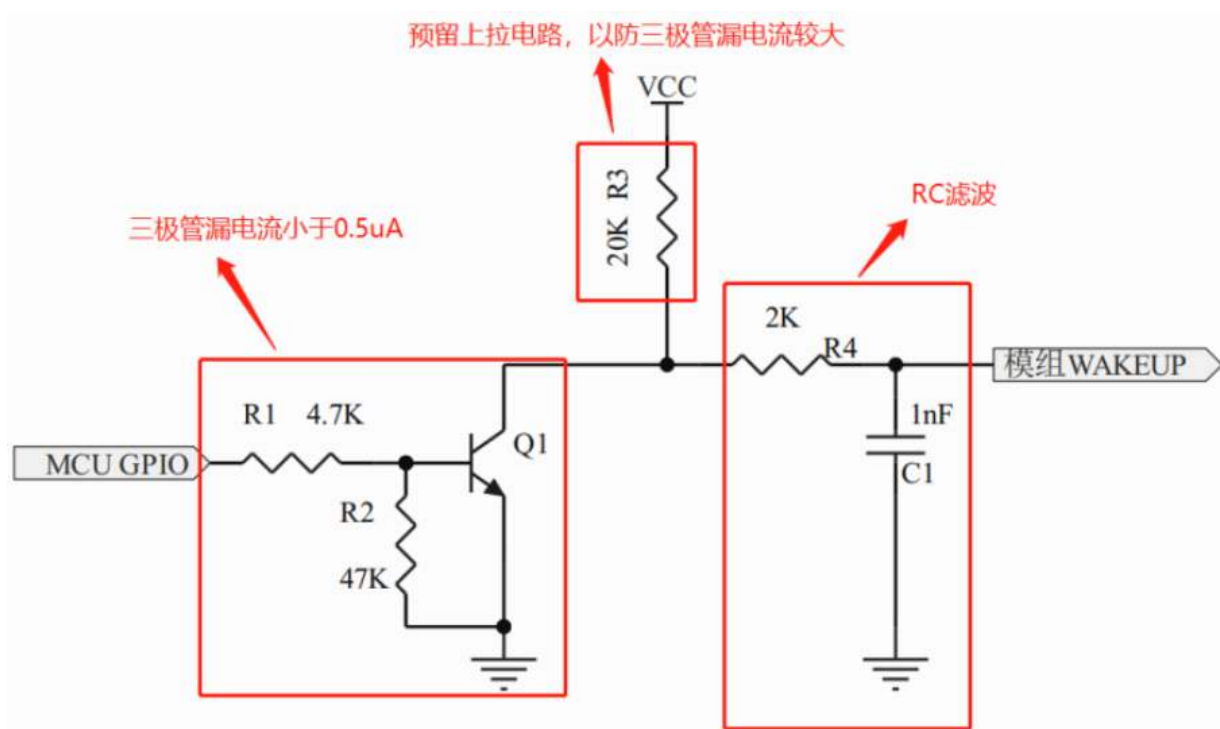 预留上拉电路，以防三极管漏电流较大
VCC
20K R3
RC滤波
三极管漏电流小于0.5uA
2K
R4
模组WAKEUP
R1 4.7K
1nF
Q1
MCU GPIO
C1
R2
47K